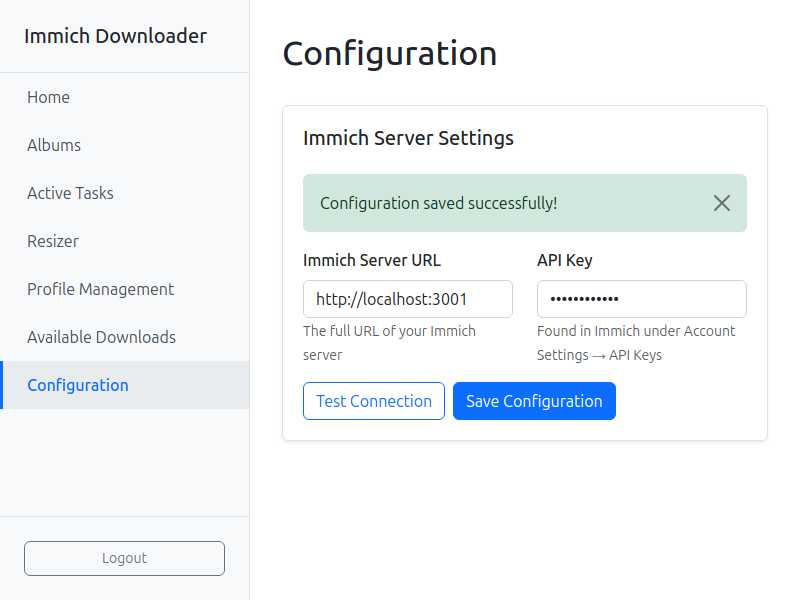 Immich Downloader
Home
Albums
Active Tasks
Resizer
Profile Management
Available Downloads
Configuration
Logout
Configuration
Immich Server Settings
Configuration saved successfully!
Immich Server URL
http://localhost:3001
The full URL of your Immich
server
API Key
••••••••••••
Found in Immich under Account
Settings → API Keys
Test Connection
Save Configuration